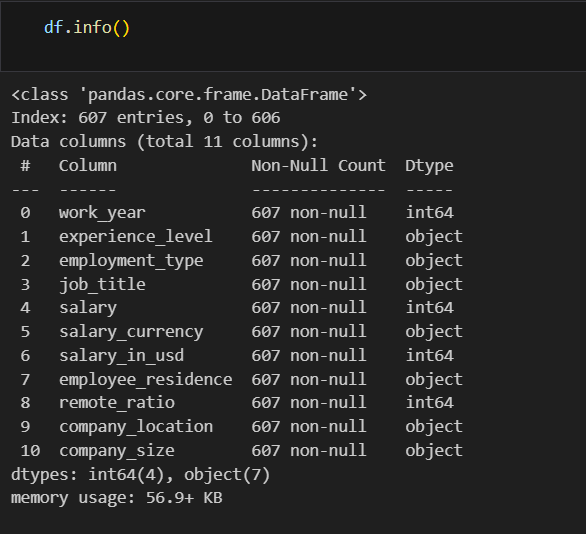 df.info()
<class 'pandas.core.frame.DataFrame'>
Index: 607 entries, 0 to 606
Data columns (total 11 columns):
 #   Column              Non-Null Count  Dtype
---  ------              --------------  -----
 0   work_year           607 non-null    int64
 1   experience_level    607 non-null    object
 2   employment_type     607 non-null    object
 3   job_title           607 non-null    object
 4   salary              607 non-null    int64
 5   salary_currency     607 non-null    object
 6   salary_in_usd       607 non-null    int64
 7   employee_residence  607 non-null    object
 8   remote_ratio        607 non-null    int64
 9   company_location    607 non-null    object
 10  company_size        607 non-null    object
dtypes: int64(4), object(7)
memory usage: 56.9+ KB